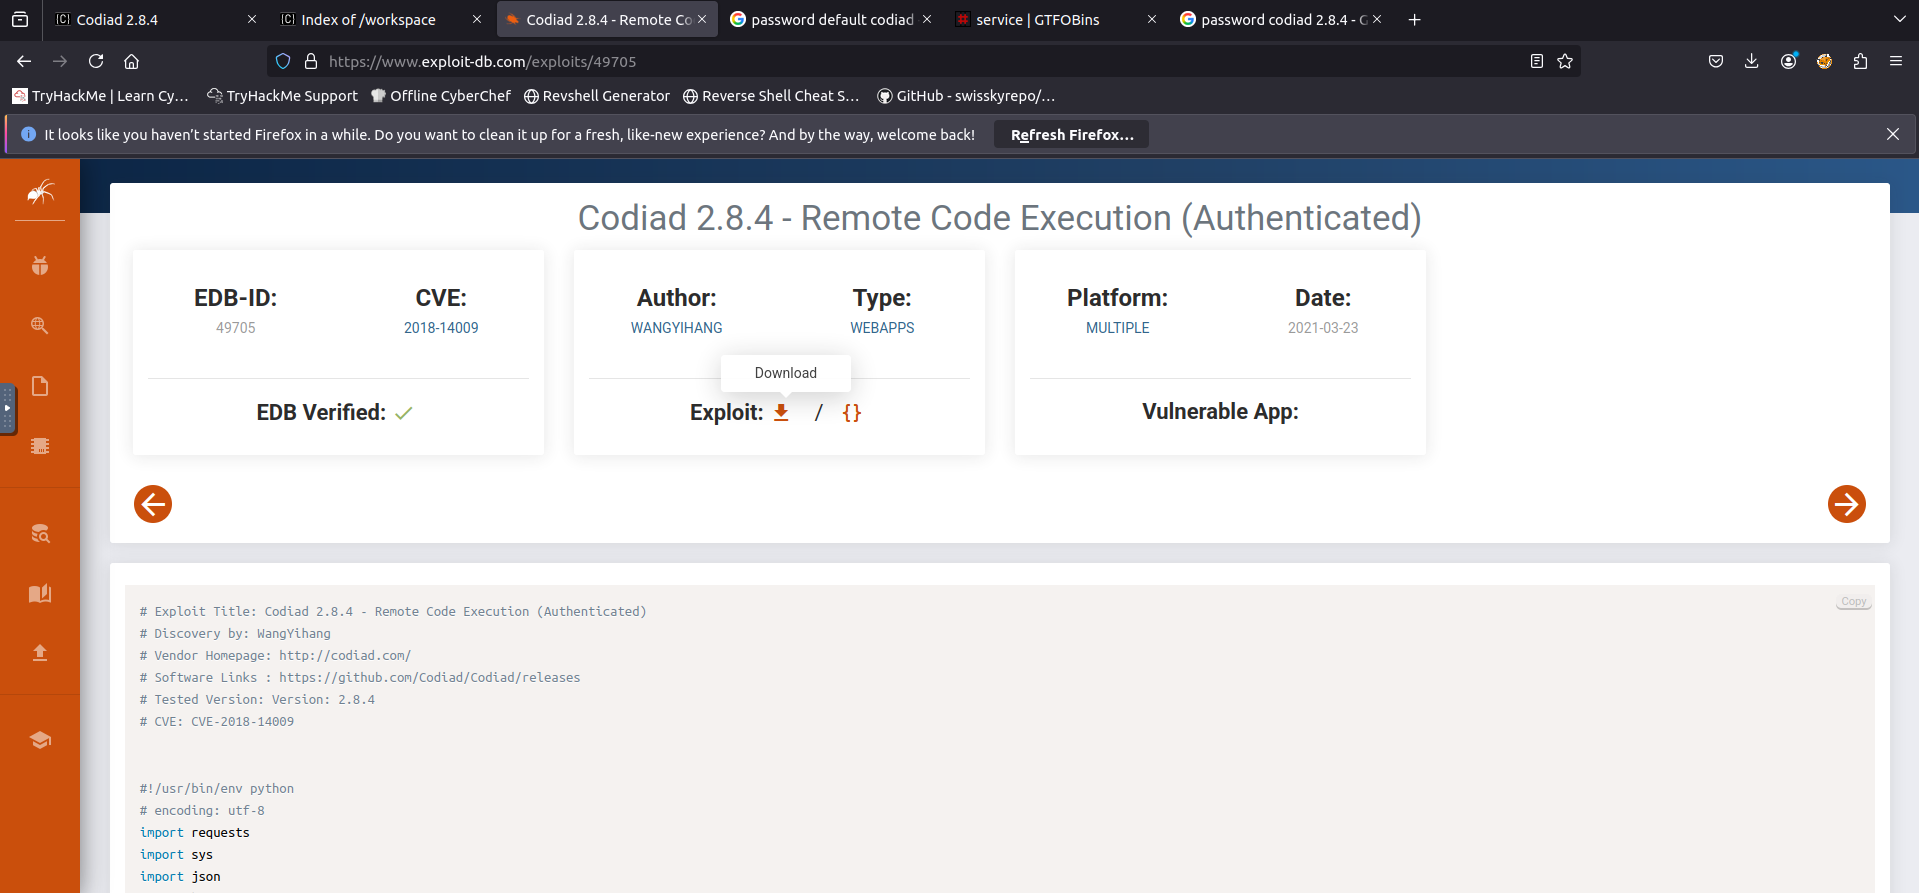 Codiad 2.8.4
Index of /workspace
Codiad 2.8.4 - Remote Co
password default codiad
service | GTFOBins
password codiad 2.8.4 - G
https://www.exploit-db.com/exploits/49705
TryHackMe | Learn Cy…
TryHackMe Support
Offline CyberChef
Revshell Generator
Reverse Shell Cheat S…
GitHub - swisskyrepo/…
It looks like you haven’t started Firefox in a while. Do you want to clean it up for a fresh, like-new experience? And by the way, welcome back!
Refresh Firefox…
Codiad 2.8.4 - Remote Code Execution (Authenticated)
EDB-ID:
49705
CVE:
2018-14009
EDB Verified:
Author:
WANGYIHANG
Type:
WEBAPPS
Download
Exploit: / {}
Platform:
MULTIPLE
Date:
2021-03-23
Vulnerable App:
Copy
# Exploit Title: Codiad 2.8.4 - Remote Code Execution (Authenticated)
# Discovery by: WangYihang
# Vendor Homepage: http://codiad.com/
# Software Links : https://github.com/Codiad/Codiad/releases
# Tested Version: Version: 2.8.4
# CVE: CVE-2018-14009
#!/usr/bin/env python
# encoding: utf-8
import requests
import sys
import json